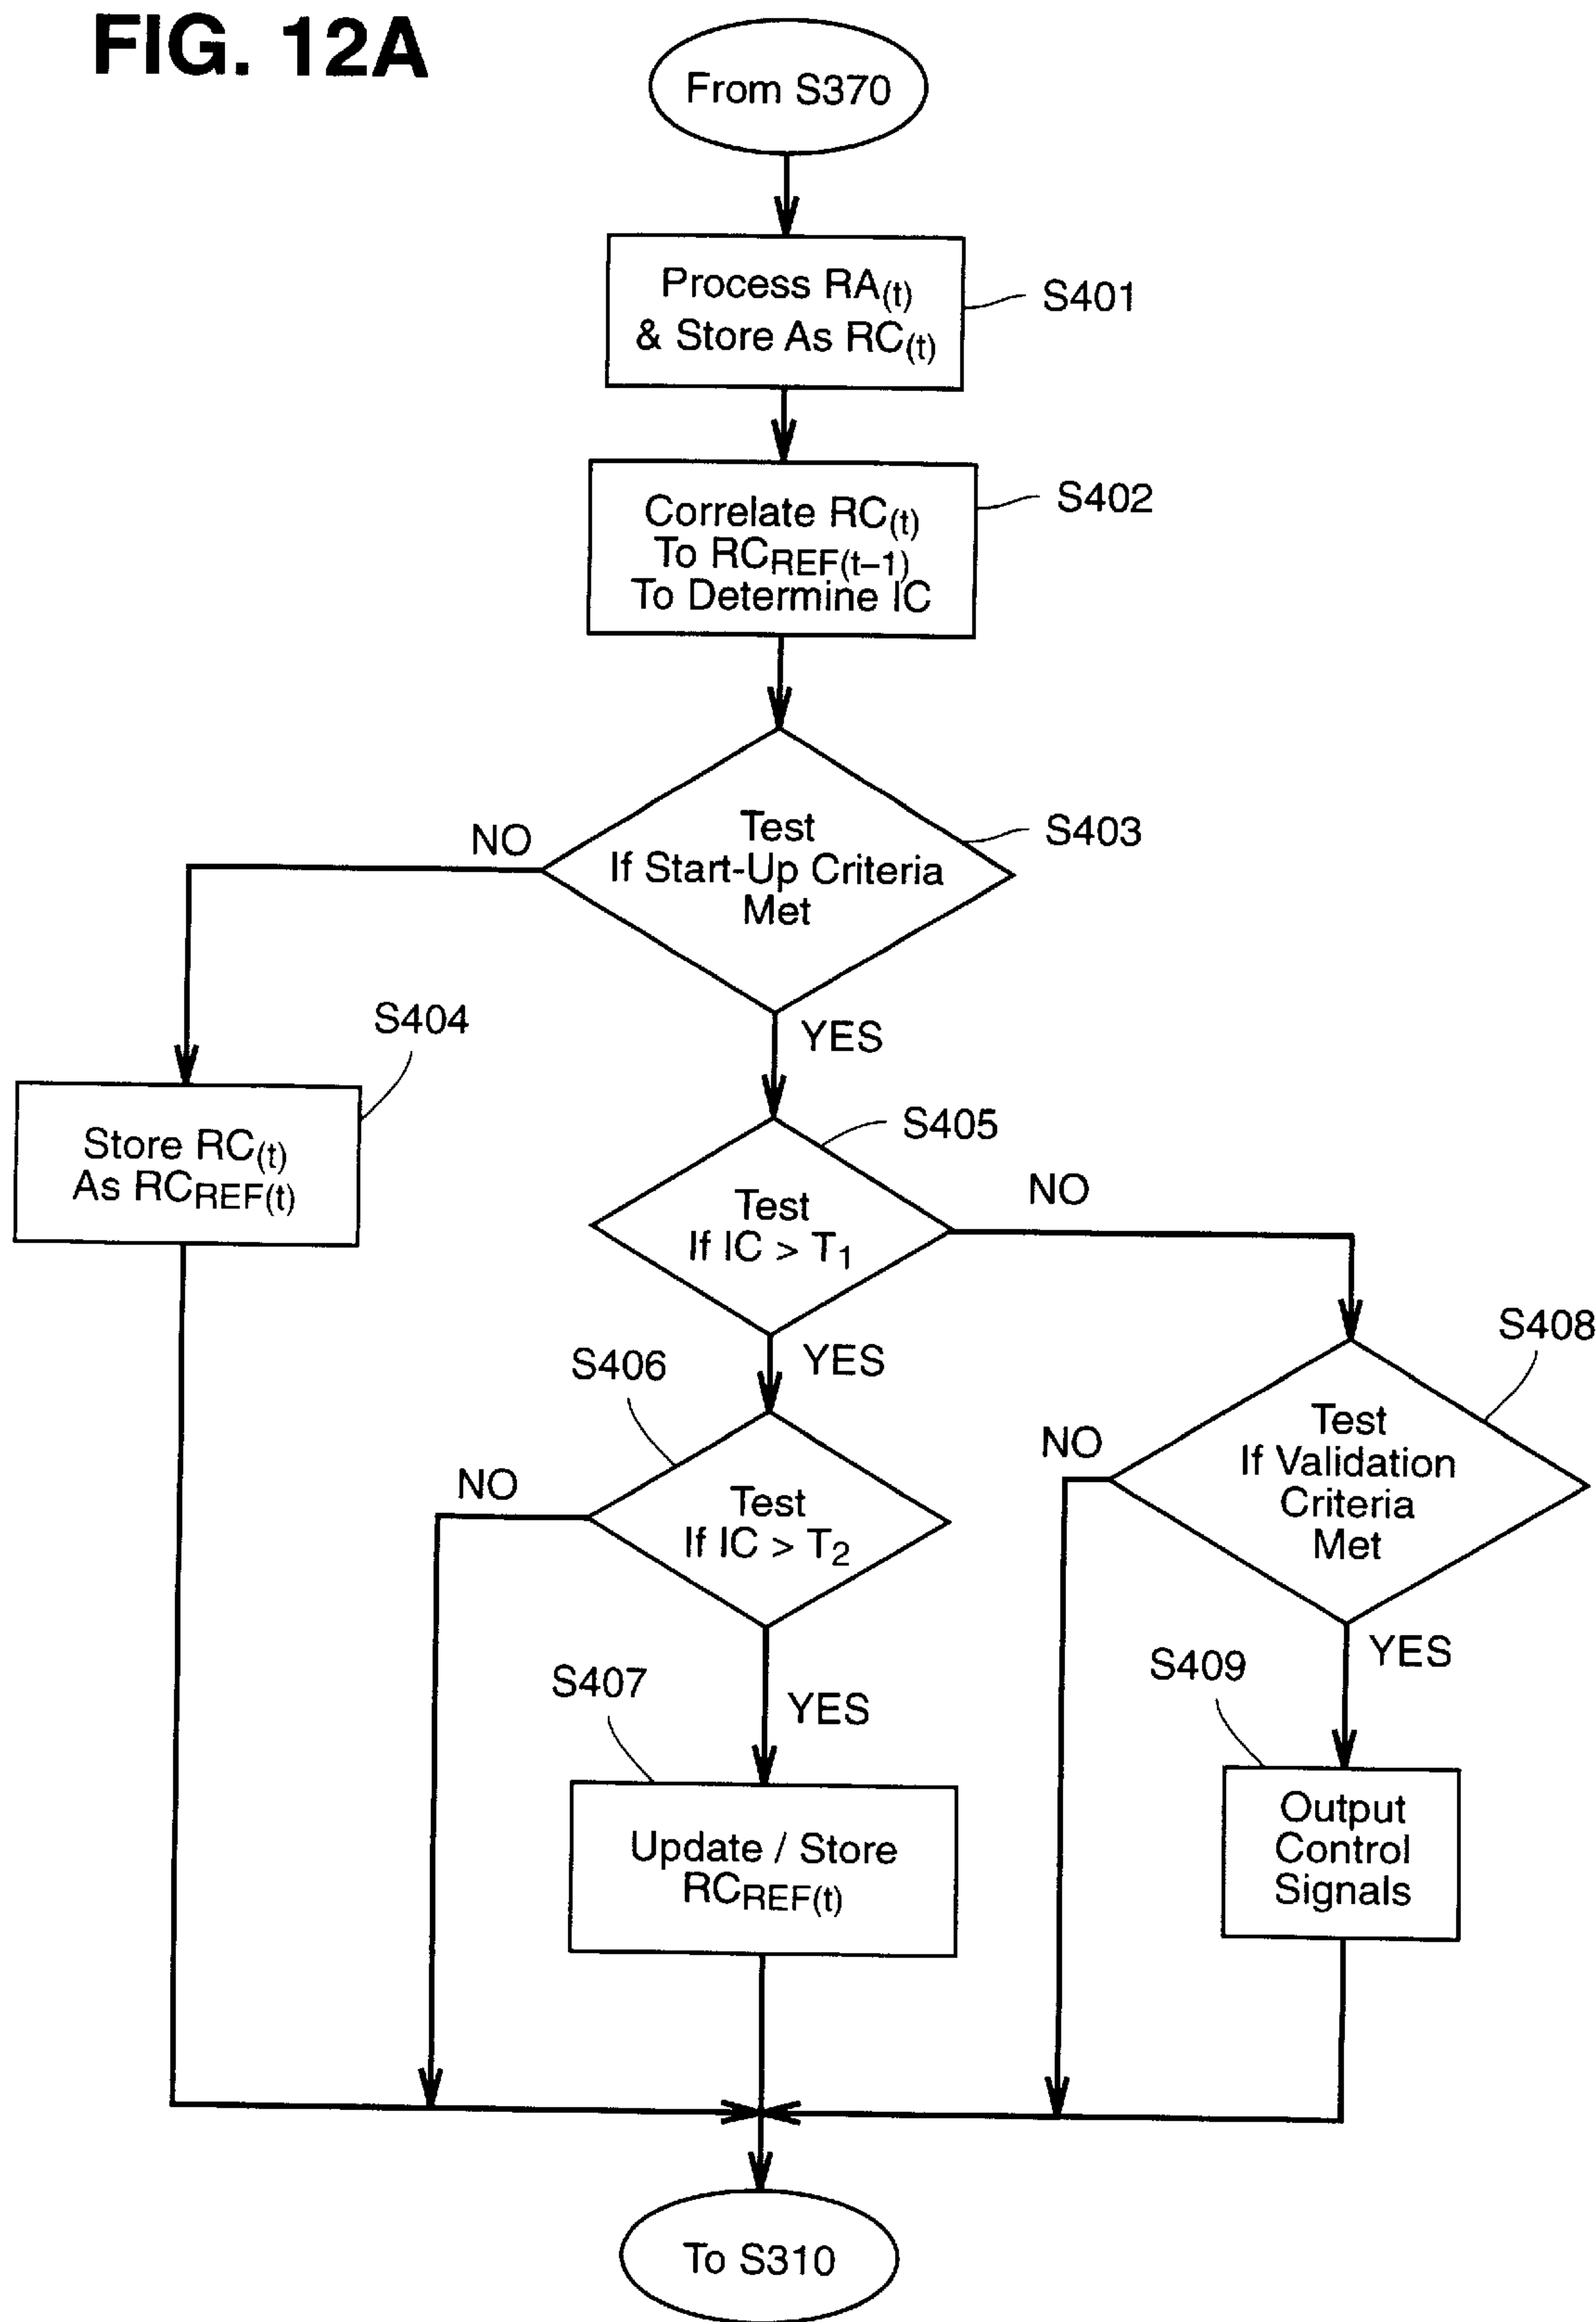 FIG. 12A
From S370
Process RA(t)
& Store As RC(t)
S401
Correlate RC(t)
To RCREF(t–1)
To Determine IC
S402
Test
If Start-Up Criteria
Met
S403
NO
YES
S404
Store RC(t)
As RCREF(t)
S405
Test
If IC > T1
NO
YES
S406
Test
If IC > T2
NO
YES
S408
Test
If Validation
Criteria
Met
NO
YES
S407
Update / Store
RCREF(t)
S409
Output
Control
Signals
To S310